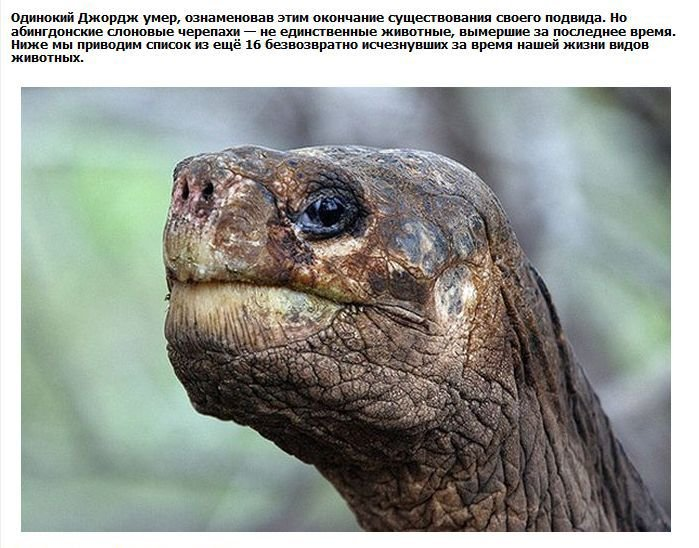 Одинокий Джордж умер, ознаменовав этим окончание существования своего подвида. Но
абингдонские слоновые черепахи — не единственные животные, вымершие за последнее время.
Ниже мы приводим список из ещё 16 безвозвратно исчезнувших за время нашей жизни видов
животных.